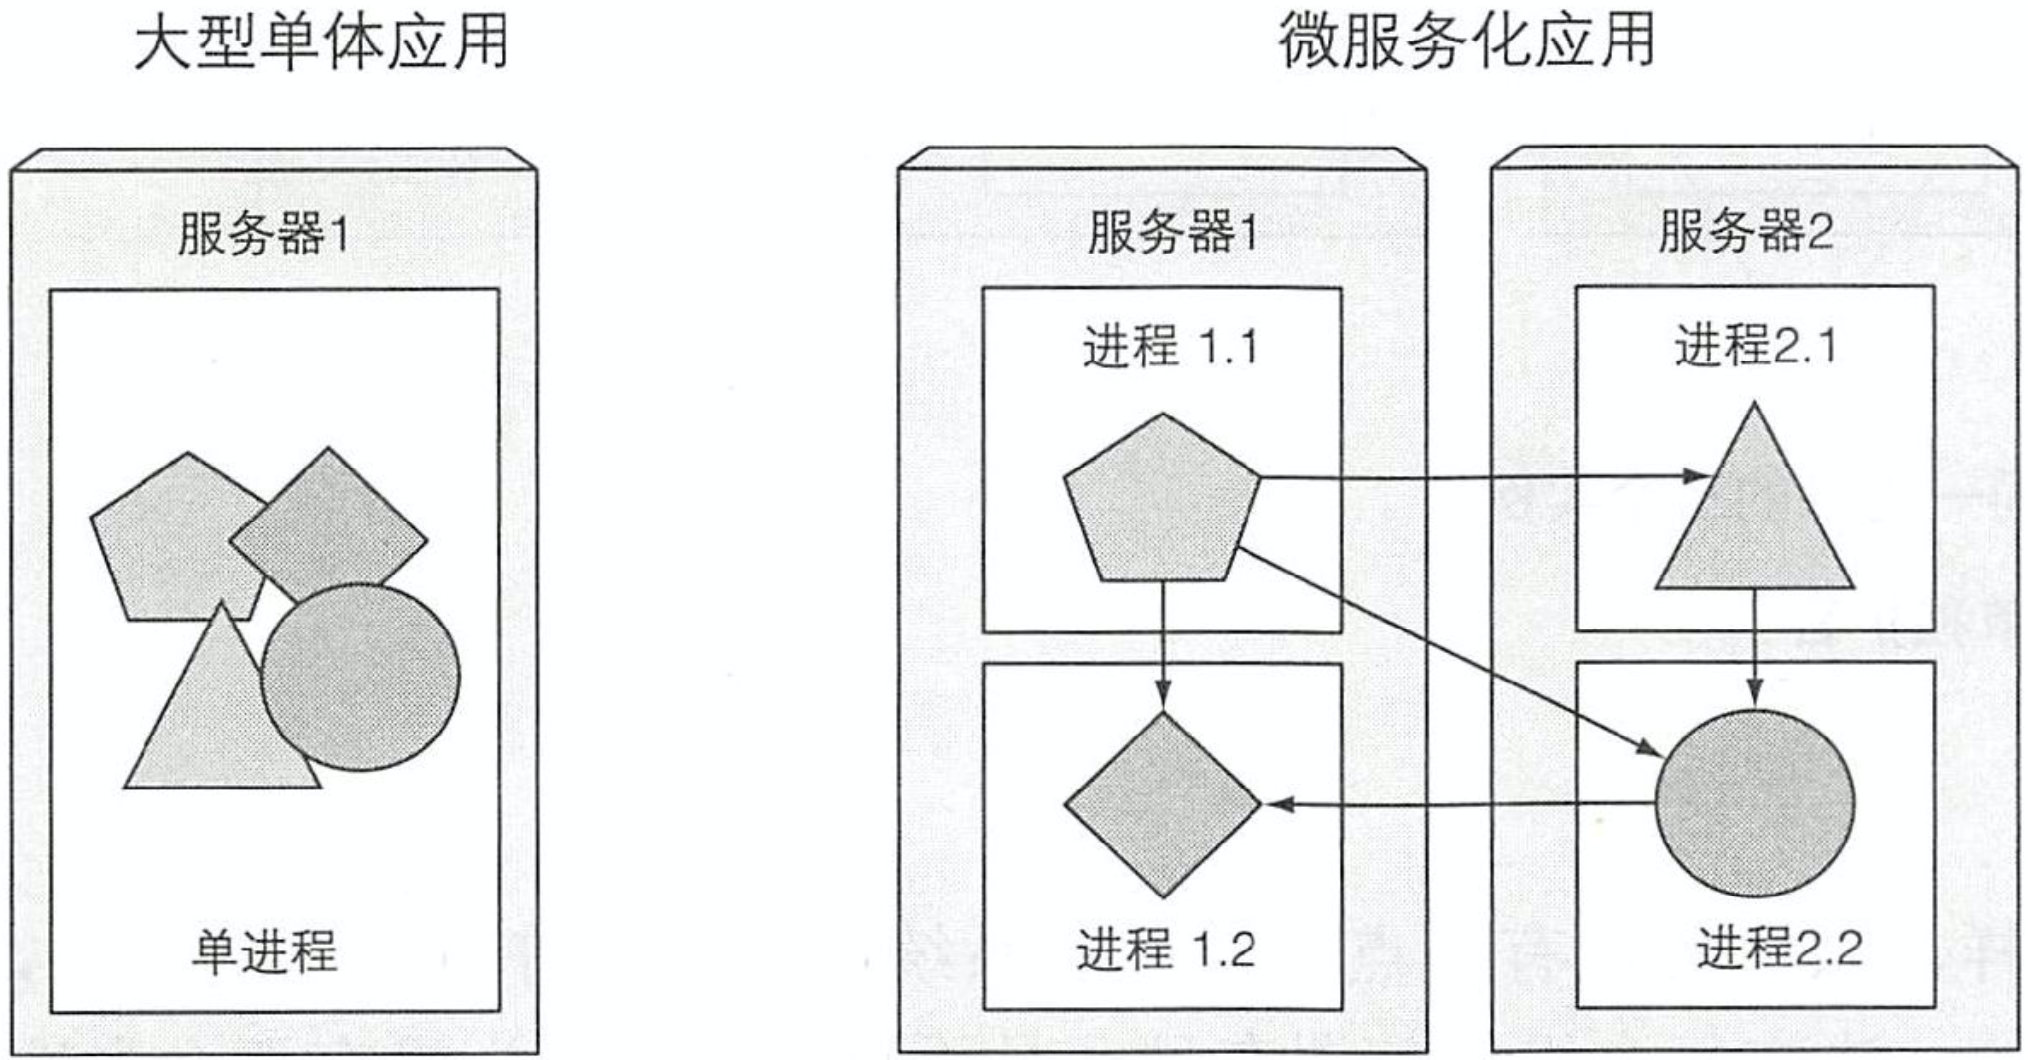 大型单体应用
微服务化应用
服务器1
单进程
服务器1
进程 1.1
进程 1.2
服务器2
进程2.1
进程2.2